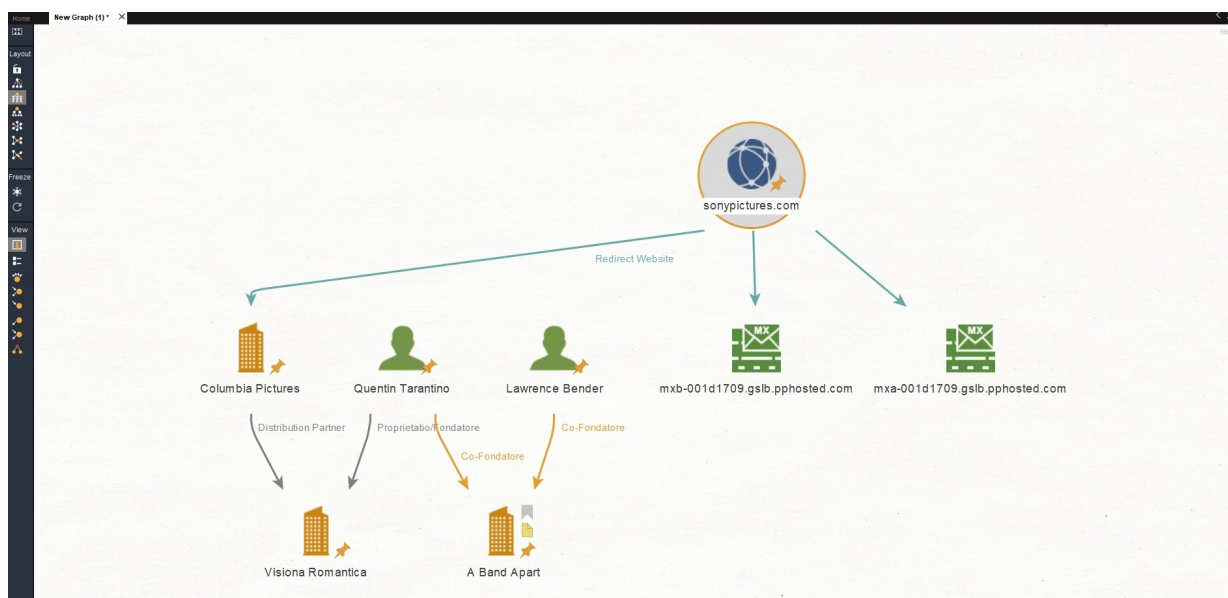 Home
New Graph (1) *
Layout
Freeze
View
sonypictures.com
Redirect Website
MX
MX
Columbia Pictures
Quentin Tarantino
Lawrence Bender
mxb-001d1709.gslb.pphosted.com
mxa-001d1709.gslb.pphosted.com
Distribution Partner
Proprietatio/Fondatore
Co-Fondatore
Co-Fondatore
Visiona Romantica
A Band Apart